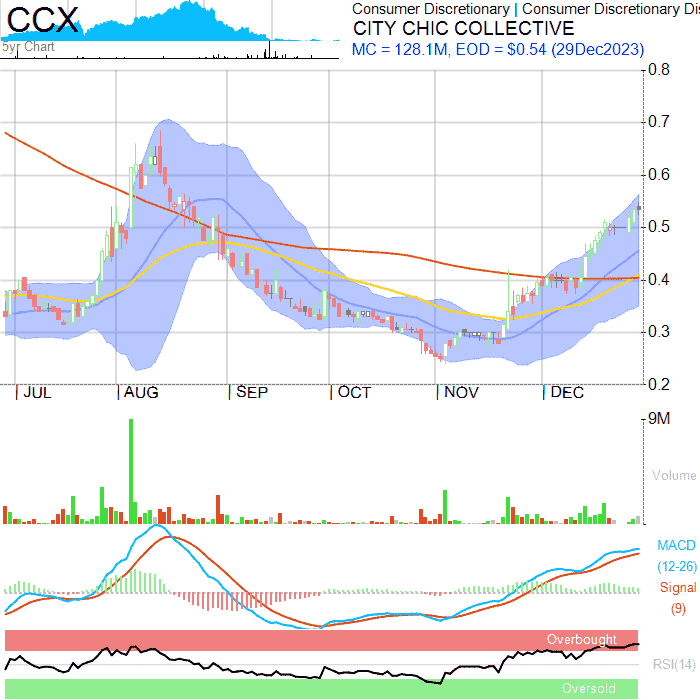 CCX
5yr Chart
Consumer Discretionary | Consumer Discretionary Dis
CITY CHIC COLLECTIVE
MC = 128.1M, EOD = $0.54 (29Dec2023)
0.8
0.7
0.6
0.5
0.4
0.3
0.2
JUL
AUG
SEP
OCT
NOV
DEC
9M
Volume
MACD
(12-26)
Signal
(9)
Overbought
RSI(14)
Oversold